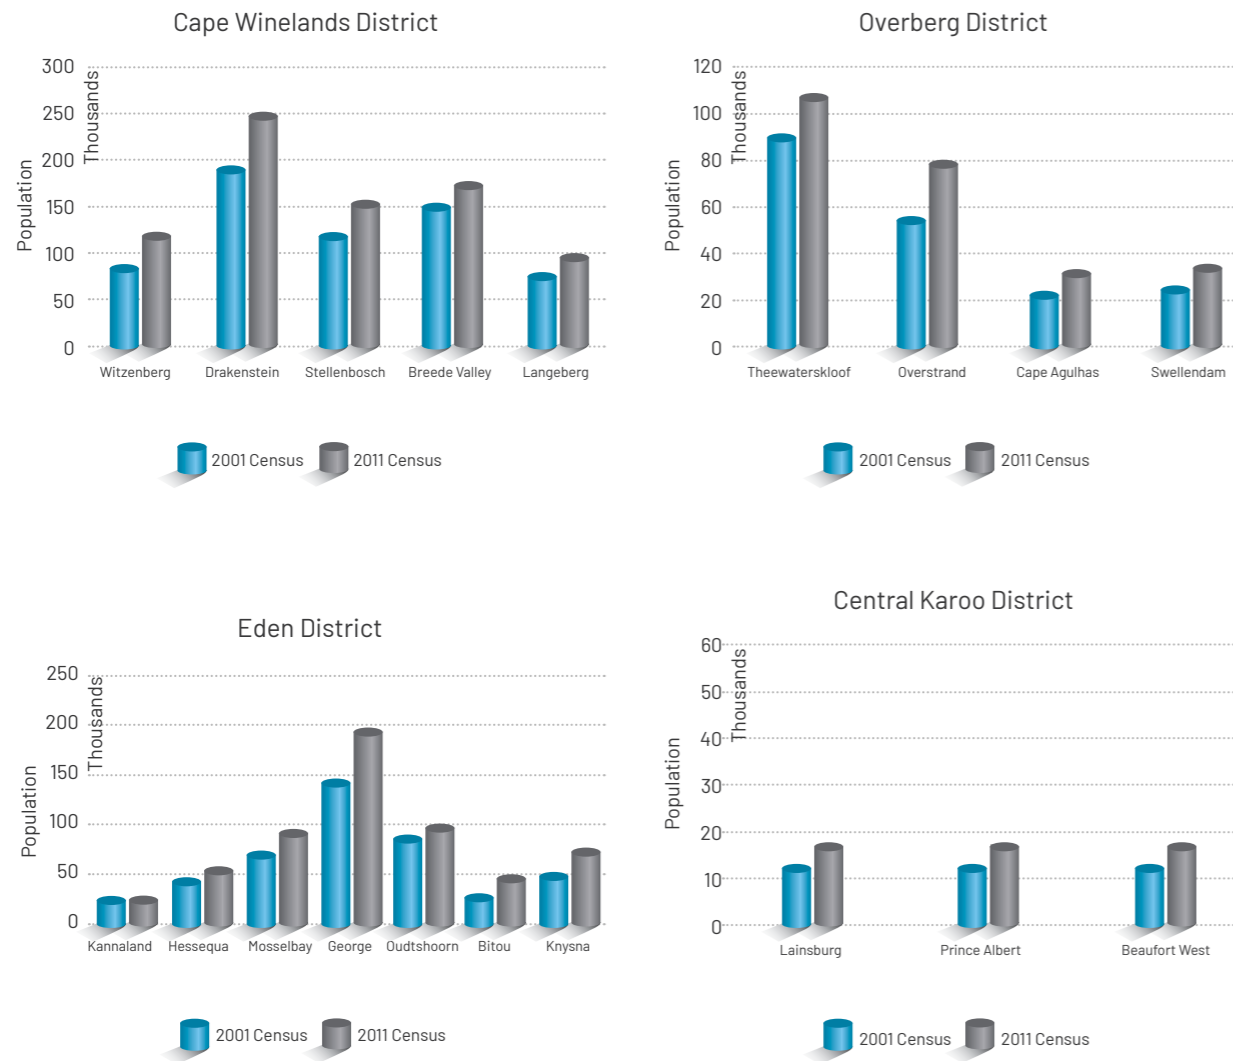 Cape Winelands District
300
250
200
150
100
50
0
Population
Thousands
Witzenberg Drakenstein Stellenbosch Breede Valley Langeberg
2001 Census 2011 Census
Overberg District
120
100
80
60
40
20
0
Population
Thousands
Theewaterskloof Overstrand Cape Agulhas Swellendam
2001 Census 2011 Census
Eden District
250
200
150
100
50
0
Population
Thousands
Kannaland Hessequa Mosselbay George Oudtshoorn Bitou Knysna
2001 Census 2011 Census
Central Karoo District
60
50
40
30
20
10
0
Population
Thousands
Lainsburg Prince Albert Beaufort West
2001 Census 2011 Census